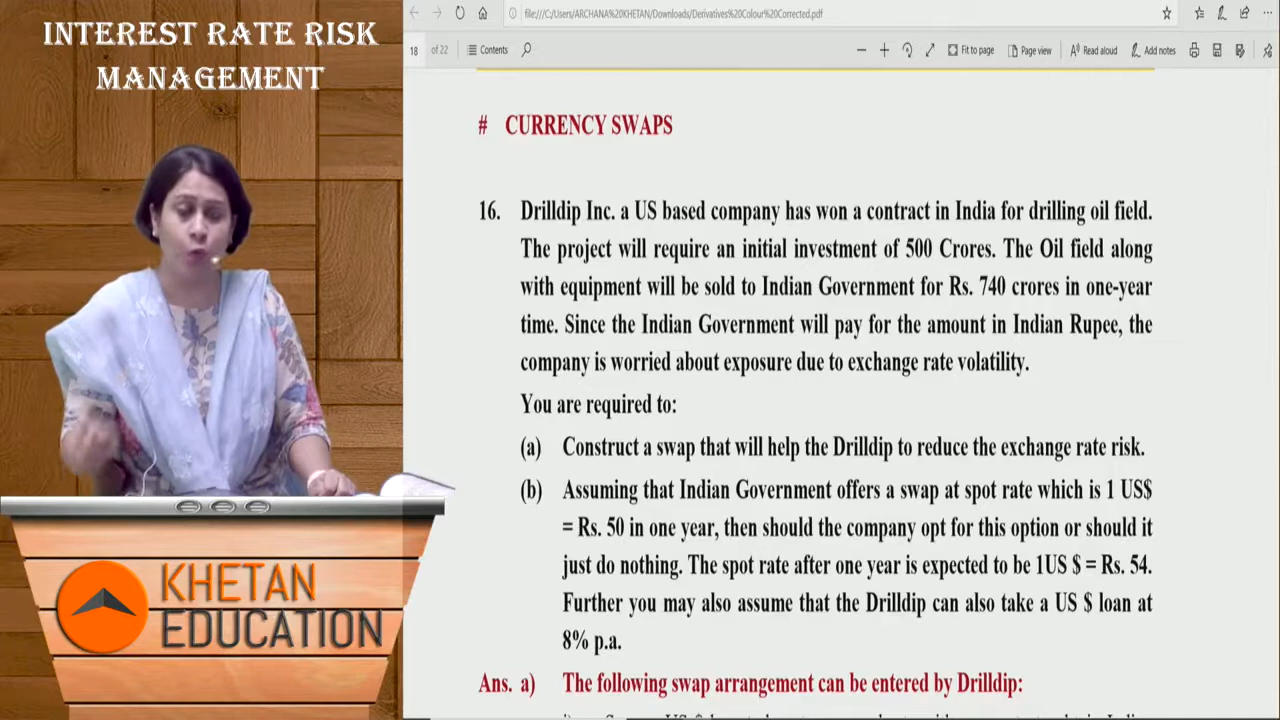 INTEREST RATE RISK
MANAGEMENT
file:///C:/Users/ARCHANA%20KHETAN/Downloads/Derivatives%20Colour%20Corrected.pdf
18 of 22 Contents Fit to page Page view Read aloud Add notes
# CURRENCY SWAPS
16. Drilldip Inc. a US based company has won a contract in India for drilling oil field.
The project will require an initial investment of 500 Crores. The Oil field along
with equipment will be sold to Indian Government for Rs. 740 crores in one-year
time. Since the Indian Government will pay for the amount in Indian Rupee, the
company is worried about exposure due to exchange rate volatility.
You are required to:
(a) Construct a swap that will help the Drilldip to reduce the exchange rate risk.
(b) Assuming that Indian Government offers a swap at spot rate which is 1 US$
= Rs. 50 in one year, then should the company opt for this option or should it
just do nothing. The spot rate after one year is expected to be 1US $ = Rs. 54.
Further you may also assume that the Drilldip can also take a US $ loan at
8% p.a.
Ans. a) The following swap arrangement can be entered by Drilldip:
KHETAN
EDUCATION